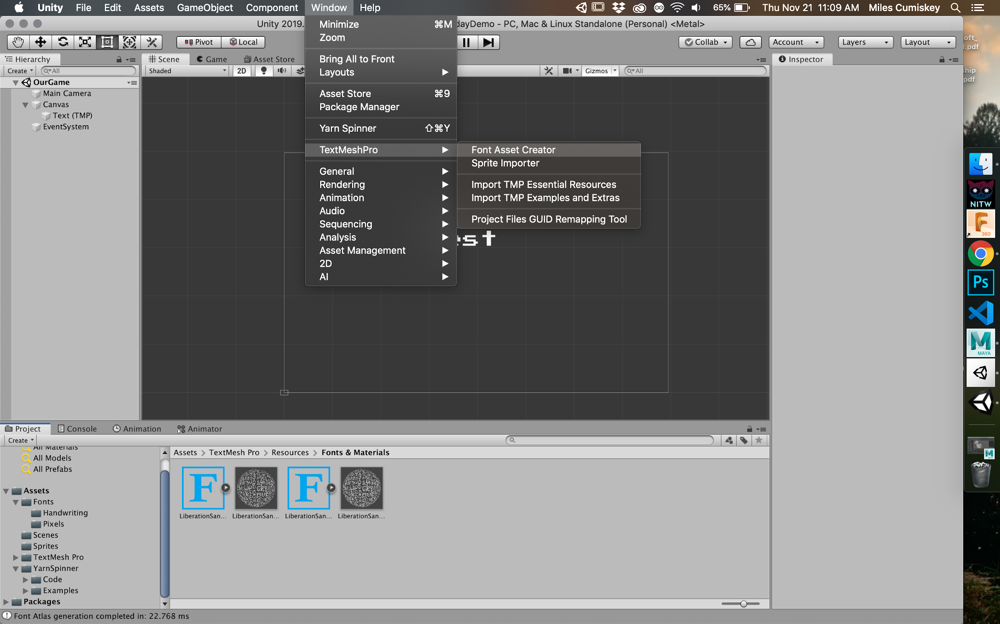 Unity File Edit Assets GameObject Component Window Help 65% Thu Nov 21 11:09 AM Miles Cumiskey
Unity 2019. dayDemo - PC, Mac & Linux Standalone (Personal) <Metal>
Pivot Local Collab Account Layers Layout
Hierarchy Scene Game Asset Store Inspector
Create All Shaded 2D Gizmos All
OurGame
Main Camera
Canvas
Text (TMP)
EventSystem
Minimize ⌘M
Zoom
Bring All to Front
Layouts
Asset Store ⌘9
Package Manager
Yarn Spinner ⇧⌘Y
TextMeshPro
General
Rendering
Animation
Audio
Sequencing
Analysis
Asset Management
2D
AI
Font Asset Creator
Sprite Importer
Import TMP Essential Resources
Import TMP Examples and Extras
Project Files GUID Remapping Tool
est
oft_
.pdf
ship
pdf
NITW
F
360
Ps
M
MAYA
M
Project Console Animation Animator
Create
All Materials
All Models
All Prefabs
Assets
Fonts
Handwriting
Pixels
Scenes
Sprites
TextMesh Pro
YarnSpinner
Code
Examples
Packages
Assets > TextMesh Pro > Resources > Fonts & Materials
F F
LiberationSan... LiberationSan... LiberationSan... LiberationSan...
Font Atlas generation completed in: 22.768 ms